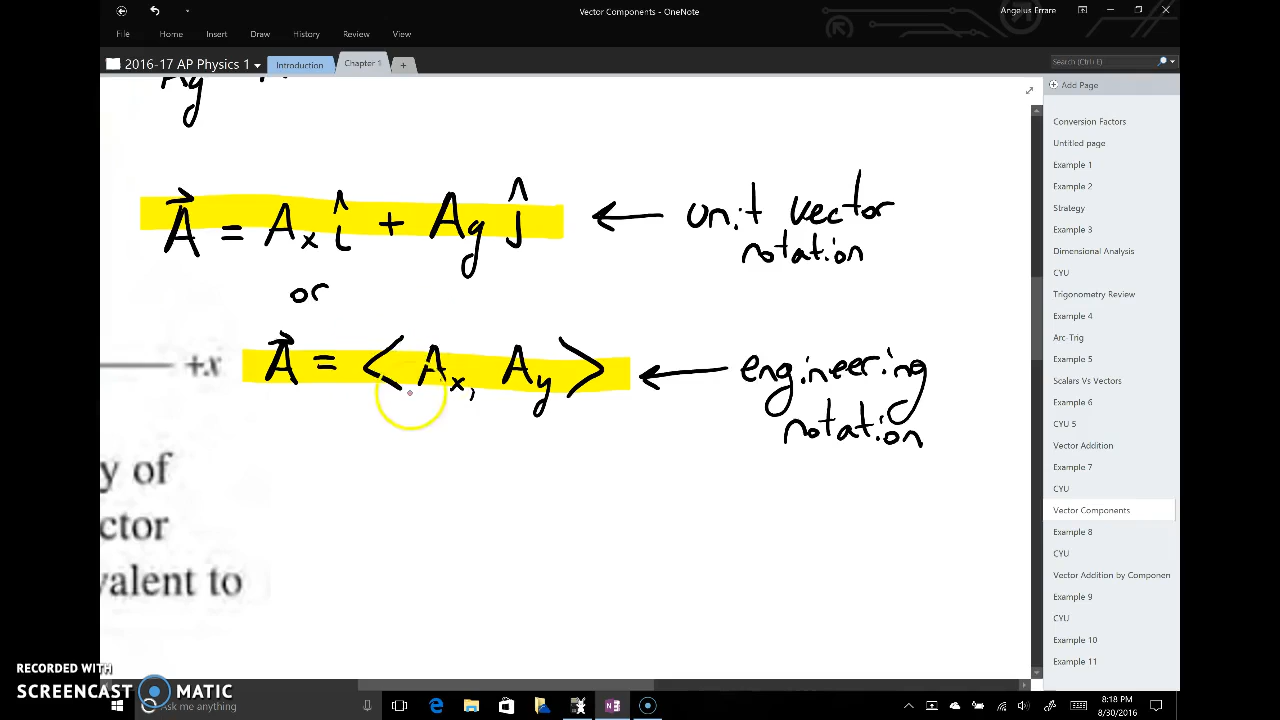 Vector Components - OneNote
Angelus Errare
File Home Insert Draw History Review View
2016-17 AP Physics 1
Introduction
Chapter 1
+
Search (Ctrl E)
Add Page
Conversion Factors
Untitled page
Example 1
Example 2
Strategy
Example 3
Dimensional Analysis
CYU
Trigonometry Review
Example 4
Arc-Trig
Example 5
Scalars Vs Vectors
Example 6
CYU 5
Vector Addition
Example 7
CYU
Vector Components
Example 8
CYU
Vector Addition by Componen
Example 9
CYU
Example 10
Example 11
A⃗ = Aₓ î + Aᵧ ĵ ← unit vector
notation
or
A⃗ = < Aₓ, Aᵧ > ← engineering
notation
+x
y of
ctor
valent to
RECORDED WITH
SCREENCAST MATIC
Ask me anything
8:18 PM
8/30/2016